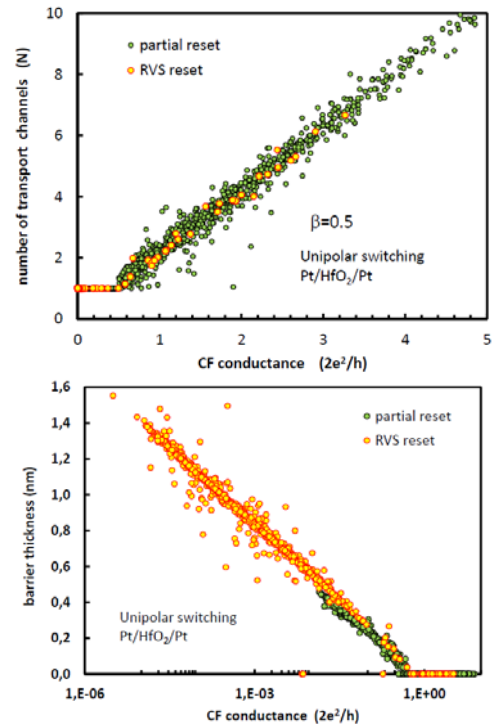 10
8
6
4
2
0
number of transport channels (N)
partial reset
RVS reset
β=0.5
Unipolar switching
Pt/HfO2/Pt
0 1 2 3 4 5
CF conductance (2e²/h)
1,6
1,4
1,2
1,0
0,8
0,6
0,4
0,2
0,0
barrier thickness (nm)
partial reset
RVS reset
Unipolar switching
Pt/HfO2/Pt
1,E-06 1,E-03 1,E+00
CF conductance (2e²/h)